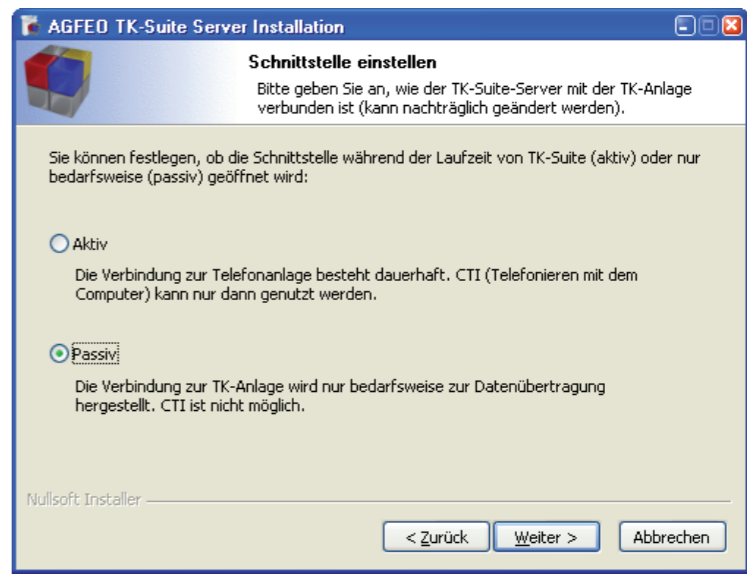 AGFEO TK-Suite Server Installation
Schnittstelle einstellen
Bitte geben Sie an, wie der TK-Suite-Server mit der TK-Anlage
verbunden ist (kann nachträglich geändert werden).
Sie können festlegen, ob die Schnittstelle während der Laufzeit von TK-Suite (aktiv) oder nur
bedarfsweise (passiv) geöffnet wird:
Aktiv
Die Verbindung zur Telefonanlage besteht dauerhaft. CTI (Telefonieren mit dem
Computer) kann nur dann genutzt werden.
Passiv
Die Verbindung zur TK-Anlage wird nur bedarfsweise zur Datenübertragung
hergestellt. CTI ist nicht möglich.
Nullsoft Installer
< Zurück Weiter > Abbrechen